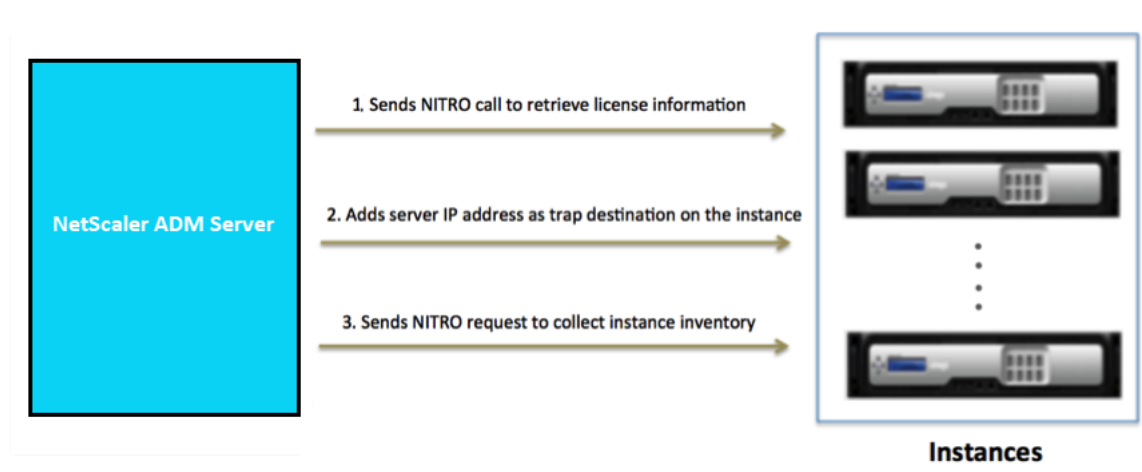 1. Sends NITRO call to retrieve license information
NetScaler ADM Server
2. Adds server IP address as trap destination on the instance
3. Sends NITRO request to collect instance inventory
Instances